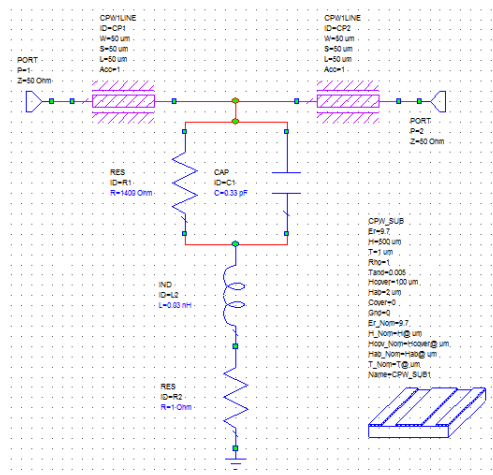 CPW1LINE
ID=CP1
W=50 um
S=50 um
L=50 um
Acc=1
CPW1LINE
ID=CP2
W=50 um
S=50 um
L=50 um
Acc=1
PORT
P=1
Z=50 Ohm
PORT
P=2
Z=50 Ohm
RES
ID=R1
R=1400 Ohm
CAP
ID=C1
C=0.33 pF
IND
ID=L2
L=0.93 nH
RES
ID=R2
R=1 Ohm
CPW_SUB
Er=9.7
H=500 um
T=1 um
Rho=1
Tand=0.005
Hcover=100 um
Hab=2 um
Cover=0
Gnd=0
Er_Nom=9.7
H_Nom=H@ um
Hcov_Nom=Hcover@ um
Hab_Nom=Hab@ um
T_Nom=T@ um
Name=CPW_SUB1